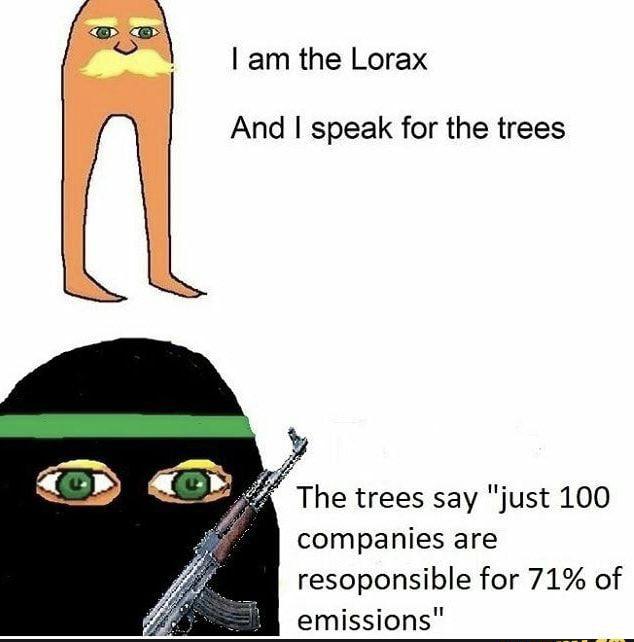 I am the Lorax
And I speak for the trees
The trees say "just 100
companies are
resoponsible for 71% of
emissions"